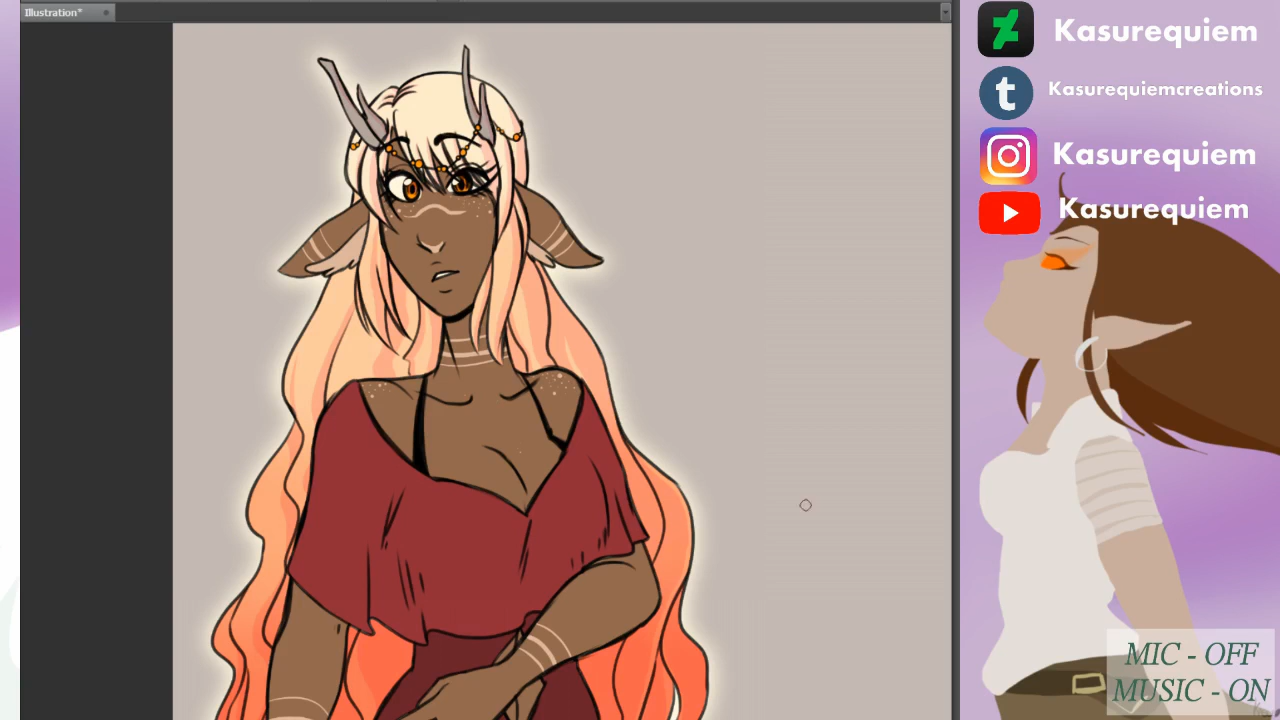 Illustration*
Kasurequiem
Kasurequiemcreations
Kasurequiem
Kasurequiem
MIC - OFF
MUSIC - ON